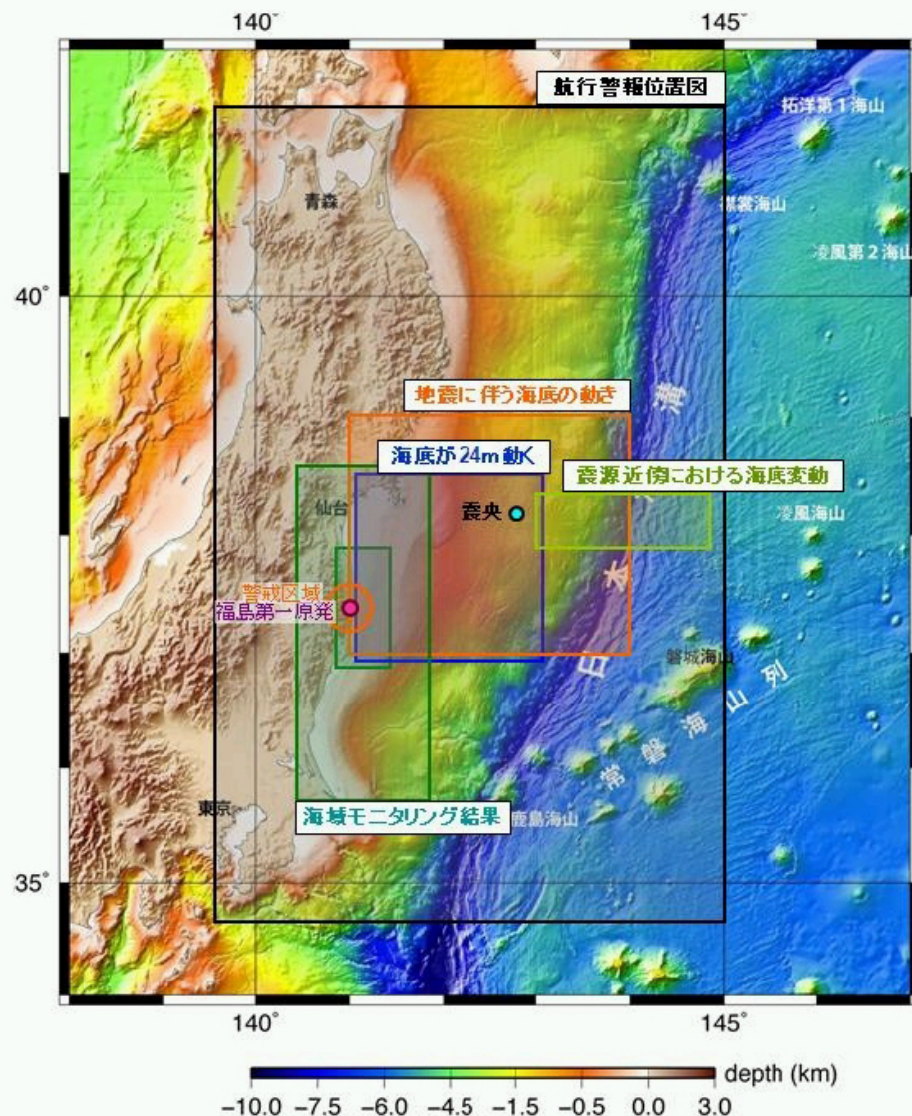 140° 145°
航行警報位置図
拓洋第1海山
青森
襟裳海山
凌風第2海山
40°
地震に伴う海底の動き
海底が24m動く
震源近傍における海底変動
仙台
震央
凌風海山
警戒区域
福島第一原発
日本海溝
磐城海山
常磐海山列
東京
海域モニタリング結果
鹿島海山
35°
140° 145°
depth (km)
−10.0 −7.5 −6.0 −4.5 −1.5 −0.5 0.0 3.0